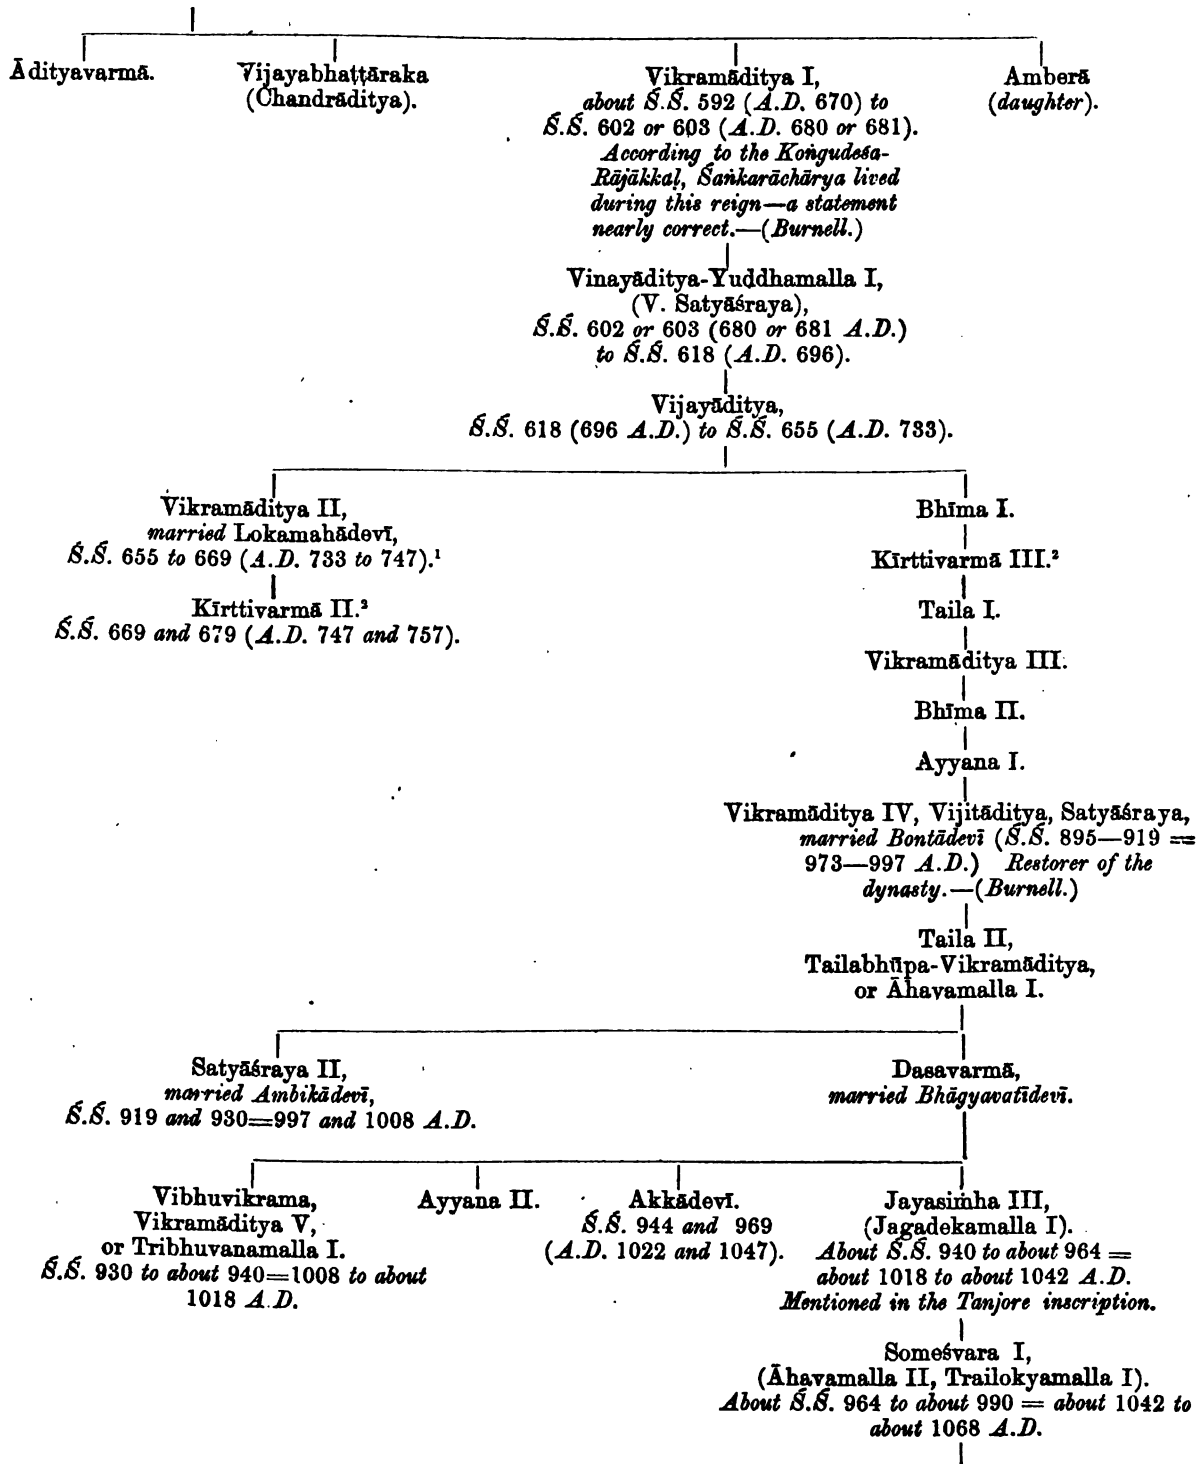 Ādityavarmā.
Vijayabhaṭṭāraka
(Chandrāditya).
Vikramāditya I,
about Ś.Ś. 592 (A.D. 670) to
Ś.Ś. 602 or 603 (A.D. 680 or 681).
According to the Koṅgudeśa-
Rājākkaḷ, Śaṅkarāchārya lived
during this reign—a statement
nearly correct.—(Burnell.)
Amberā
(daughter).
Vinayāditya-Yuddhamalla I,
(V. Satyāśraya),
Ś.Ś. 602 or 603 (680 or 681 A.D.)
to Ś.Ś. 618 (A.D. 696).
Vijayāditya,
Ś.Ś. 618 (696 A.D.) to Ś.Ś. 655 (A.D. 733).
Vikramāditya II,
married Lokamahādevī,
Ś.Ś. 655 to 669 (A.D. 733 to 747).¹
Kīrttivarmā II.³
Ś.Ś. 669 and 679 (A.D. 747 and 757).
Bhīma I.
Kīrttivarmā III.²
Taila I.
Vikramāditya III.
Bhīma II.
Ayyana I.
Vikramāditya IV, Vijitāditya, Satyāśraya,
married Bontādevī (Ś.Ś. 895—919 =
973—997 A.D.) Restorer of the
dynasty.—(Burnell.)
Taila II,
Tailabhūpa-Vikramāditya,
or Āhavamalla I.
Satyāśraya II,
married Ambikādevī,
Ś.Ś. 919 and 930=997 and 1008 A.D.
Dasavarmā,
married Bhāgyavatīdevī.
Vibhuvikrama,
Vikramāditya V,
or Tribhuvanamalla I.
Ś.Ś. 930 to about 940=1008 to about
1018 A.D.
Ayyana II.
Akkādevī.
Ś.Ś. 944 and 969
(A.D. 1022 and 1047).
Jayasiṁha III,
(Jagadekamalla I).
About Ś.Ś. 940 to about 964 =
about 1018 to about 1042 A.D.
Mentioned in the Tanjore inscription.
Someśvara I,
(Āhavamalla II, Trailokyamalla I).
About Ś.Ś. 964 to about 990 = about 1042 to
about 1068 A.D.